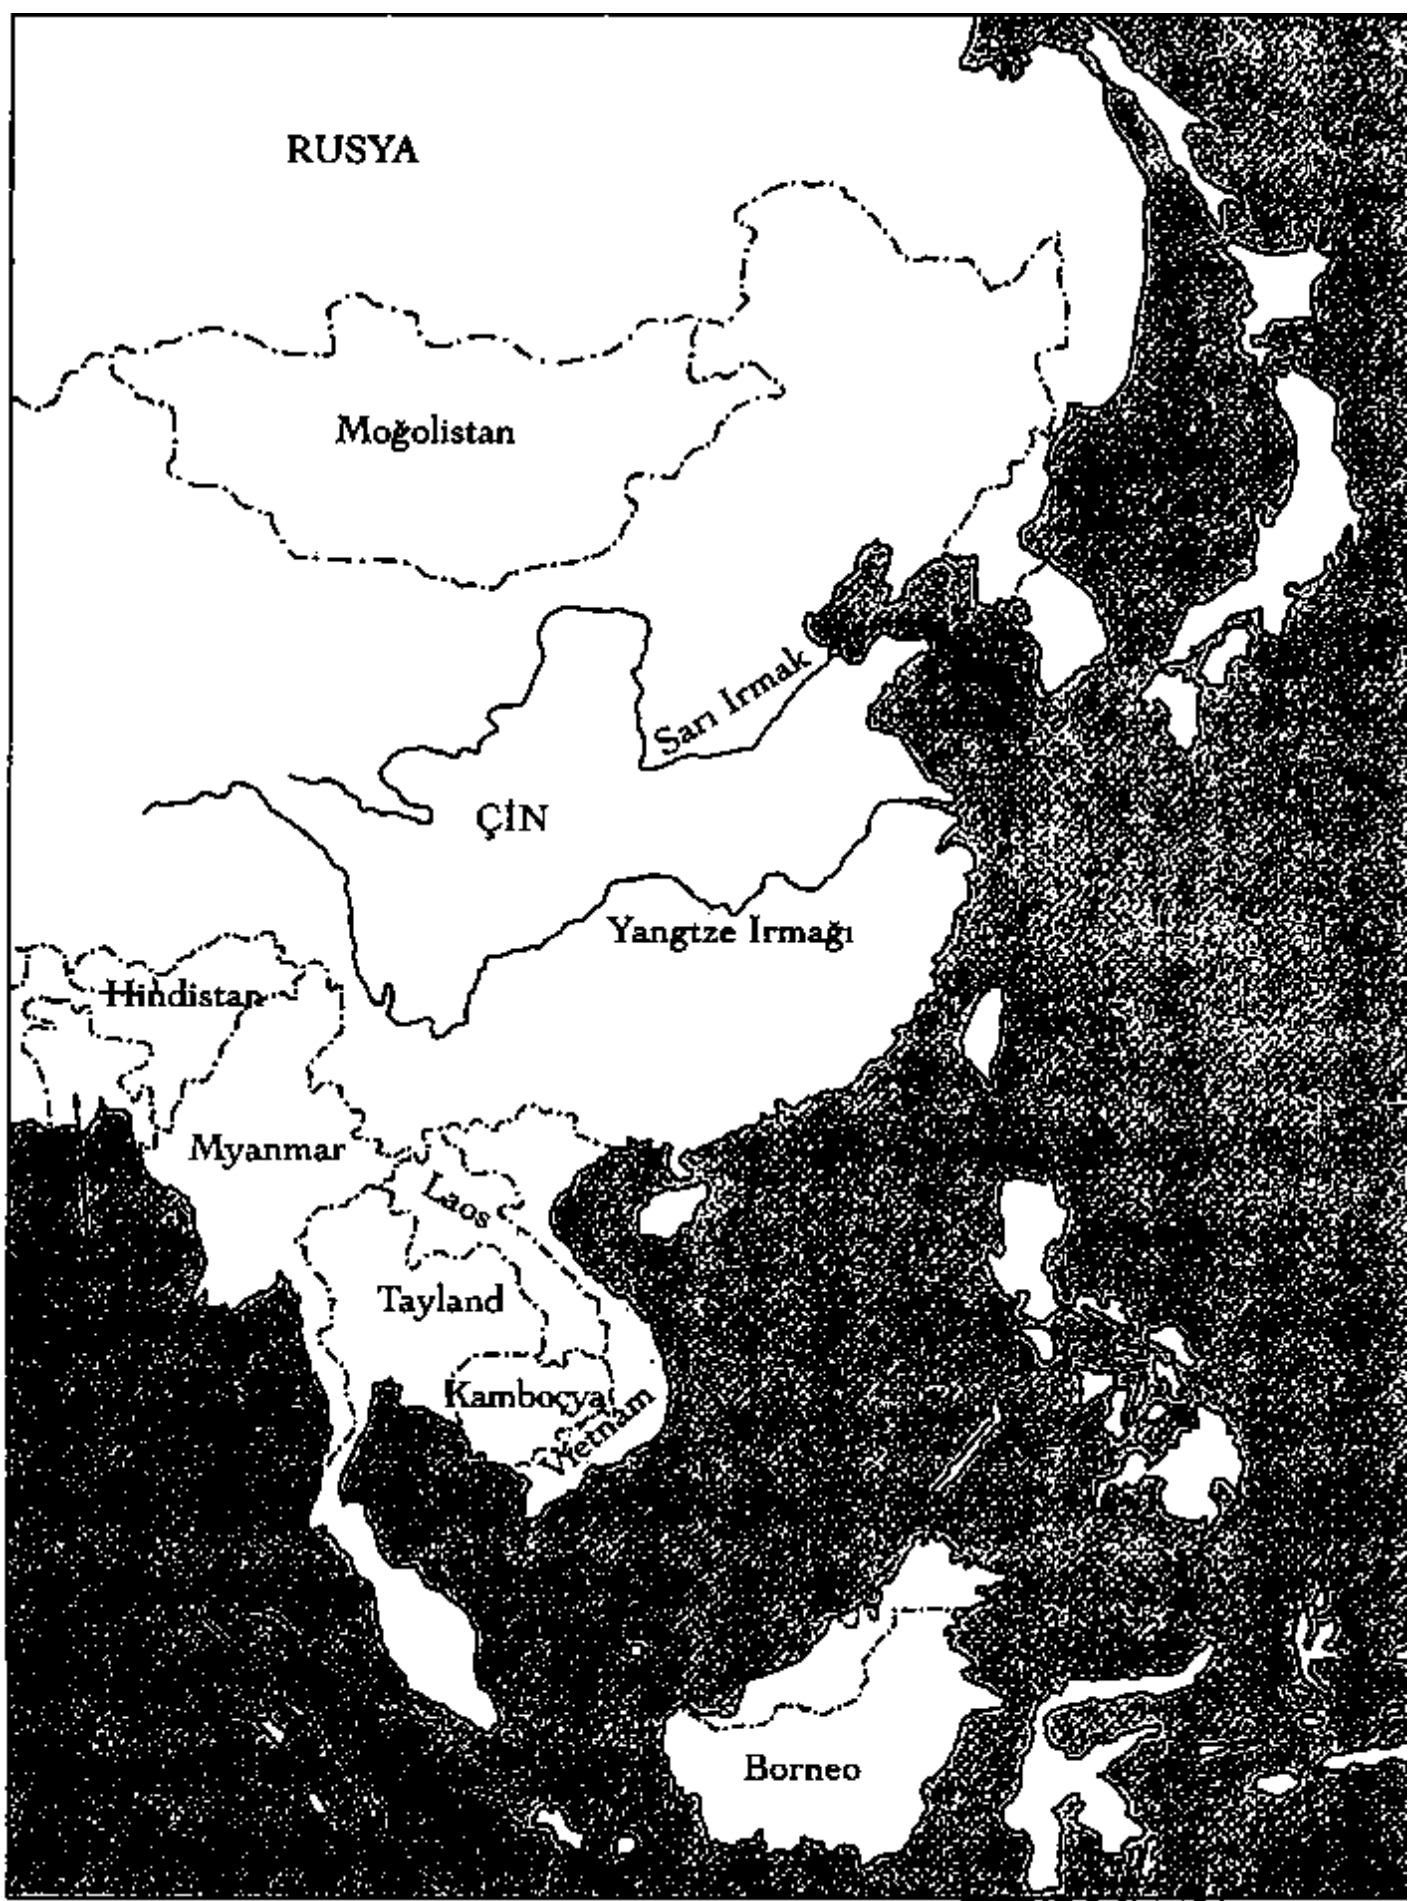 RUSYA
Moğolistan
Sarı Irmak
ÇİN
Yangtze Irmağı
Hindistan
Myanmar
Laos
Tayland
Kamboçya
Vietnam
Borneo